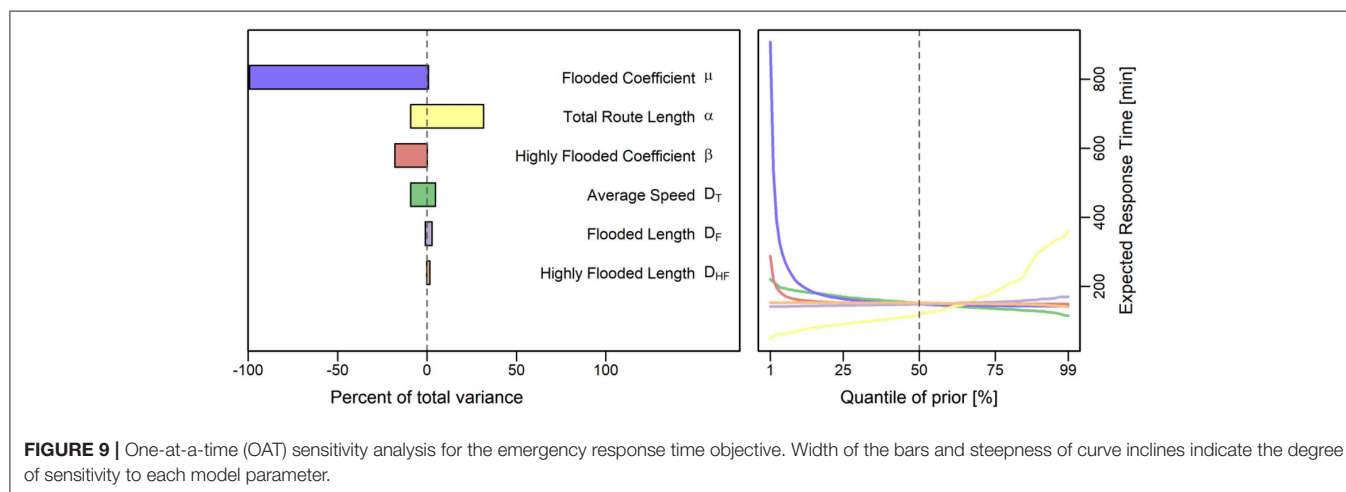 Flooded Coefficient μ
Total Route Length α
Highly Flooded Coefficient β
Average Speed D_T
Flooded Length D_F
Highly Flooded Length D_HF
-100 -50 0 50 100
Percent of total variance
200 400 600 800
Expected Response Time [min]
1 25 50 75 99
Quantile of prior [%]
FIGURE 9 | One-at-a-time (OAT) sensitivity analysis for the emergency response time objective. Width of the bars and steepness of curve inclines indicate the degree
of sensitivity to each model parameter.